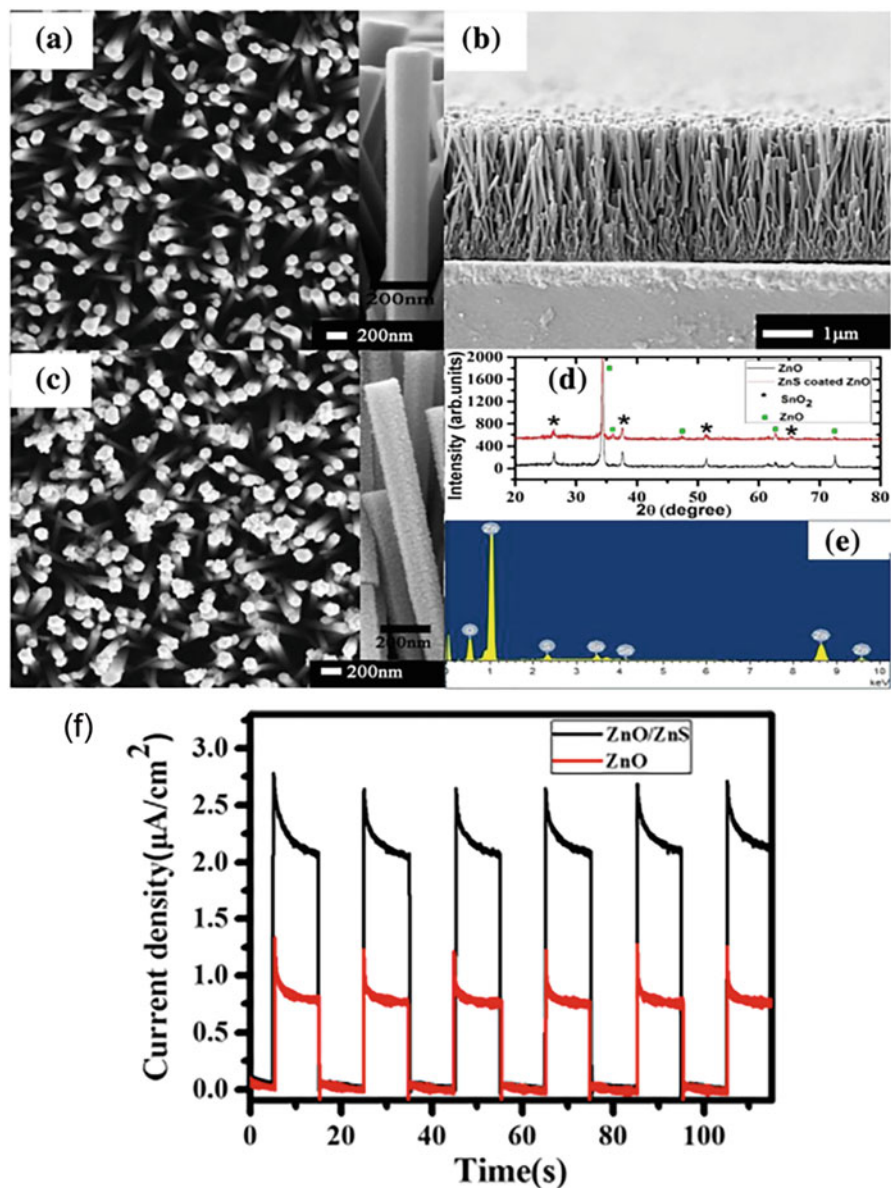 (a)
200nm
200nm
(b)
1μm
(c)
200nm
200nm
(d)
Intensity (arb.units)
2000
1600
1200
800
400
0
ZnO
ZnS coated ZnO
* SnO₂
ZnO
* * * *
20 30 40 50 60 70 80
2θ (degree)
(e)
Zn
O
S
Zn
Zn
1 2 3 4 5 6 7 8 9 10
keV
(f)
ZnO/ZnS
ZnO
Current density(μA/cm²)
3.0
2.5
2.0
1.5
1.0
0.5
0.0
0 20 40 60 80 100
Time(s)